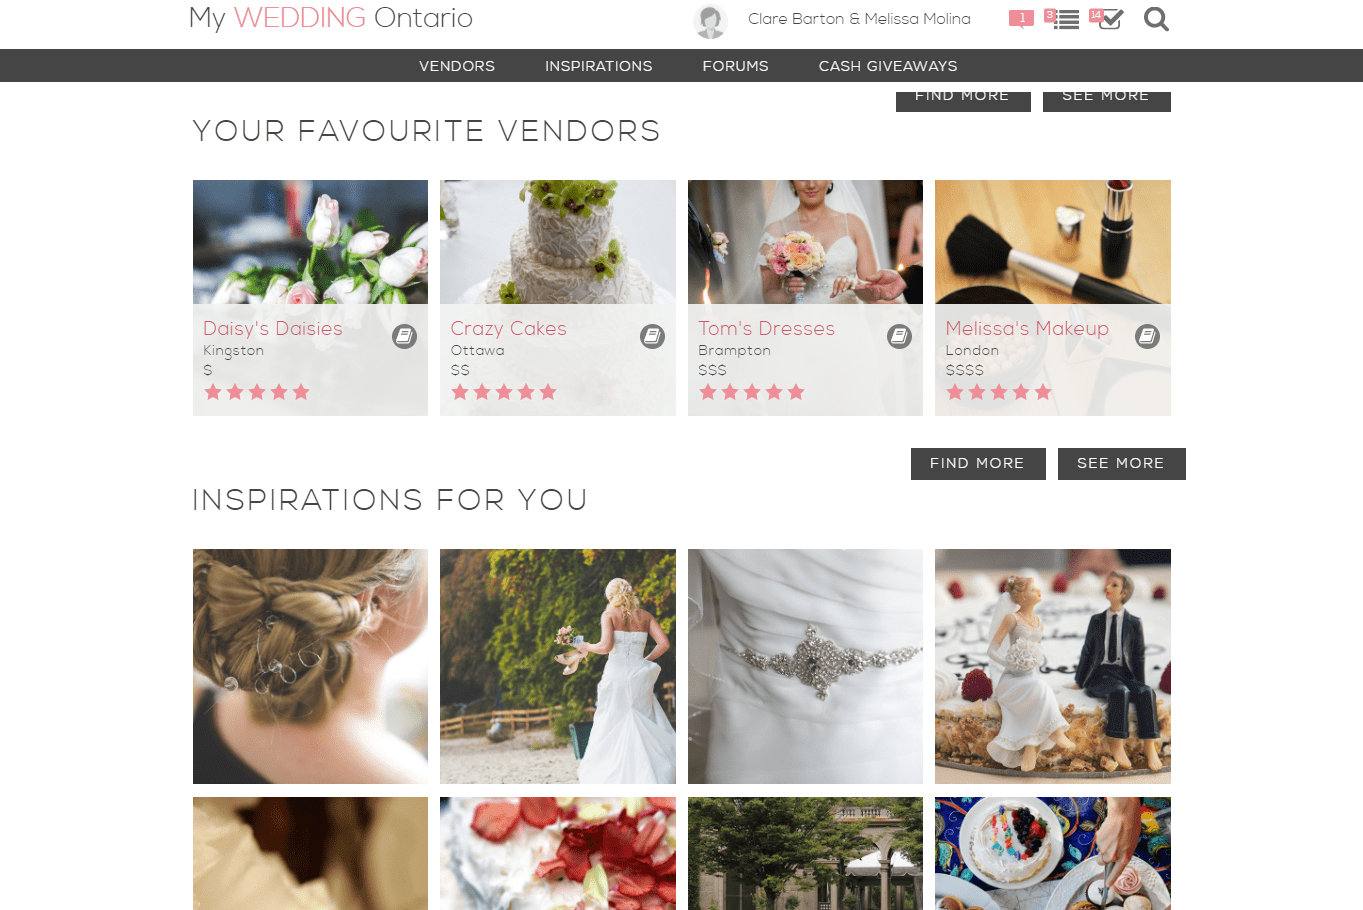 My WEDDING Ontario
Clare Barton & Melissa Molina
1
3
14
VENDORS INSPIRATIONS FORUMS CASH GIVEAWAYS
FIND MORE SEE MORE
YOUR FAVOURITE VENDORS
Daisy's Daisies
Kingston
$
Crazy Cakes
Ottawa
$$
Tom's Dresses
Brampton
$$$
Melissa's Makeup
London
$$$$
FIND MORE SEE MORE
INSPIRATIONS FOR YOU